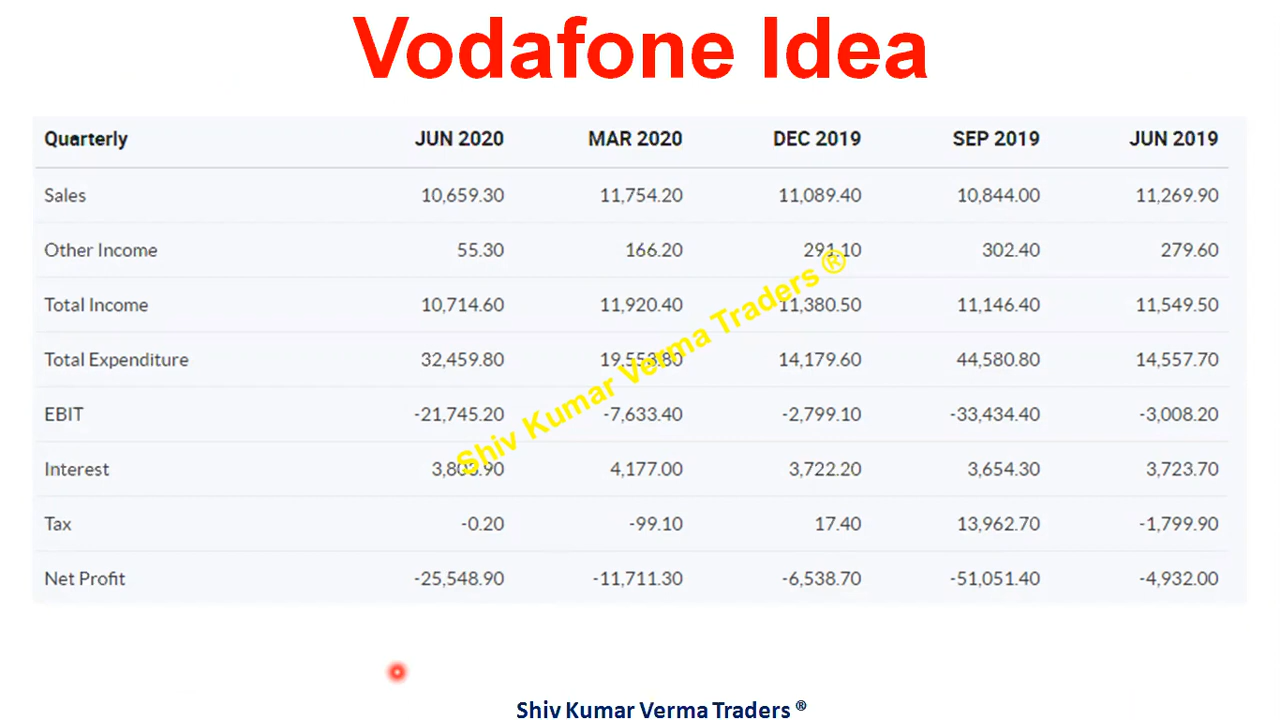 Vodafone Idea
Quarterly JUN 2020 MAR 2020 DEC 2019 SEP 2019 JUN 2019
Sales 10,659.30 11,754.20 11,089.40 10,844.00 11,269.90
Other Income 55.30 166.20 291.10 302.40 279.60
Total Income 10,714.60 11,920.40 11,380.50 11,146.40 11,549.50
Total Expenditure 32,459.80 19,553.80 14,179.60 44,580.80 14,557.70
EBIT -21,745.20 -7,633.40 -2,799.10 -33,434.40 -3,008.20
Interest 3,803.90 4,177.00 3,722.20 3,654.30 3,723.70
Tax -0.20 -99.10 17.40 13,962.70 -1,799.90
Net Profit -25,548.90 -11,711.30 -6,538.70 -51,051.40 -4,932.00
Shiv Kumar Verma Traders ®
Shiv Kumar Verma Traders ®